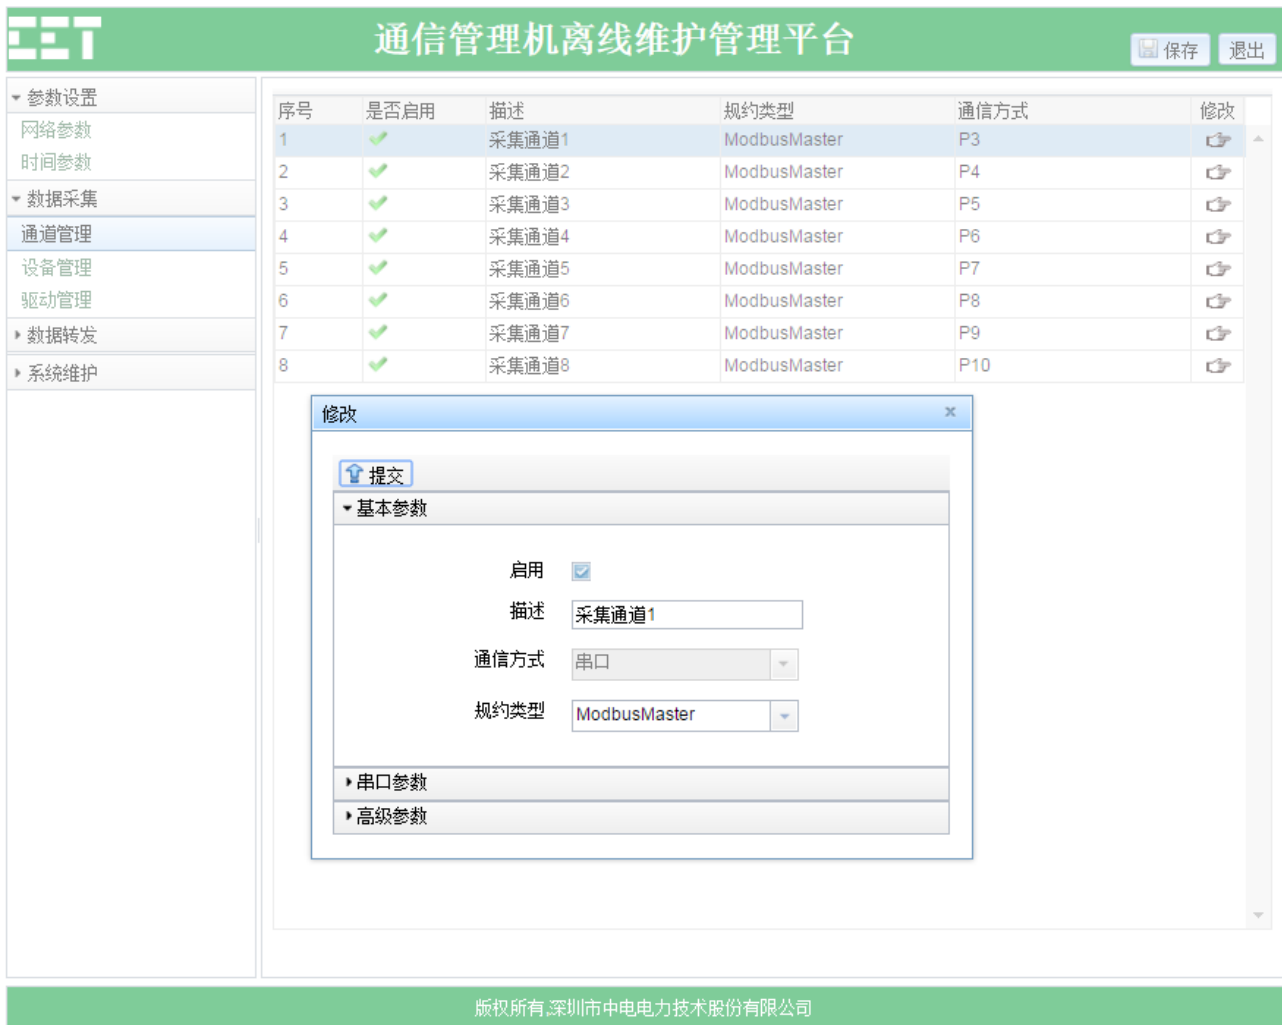 CET
通信管理机离线维护管理平台
保存 退出
参数设置
网络参数
时间参数
数据采集
通道管理
设备管理
驱动管理
数据转发
系统维护
序号 是否启用 描述 规约类型 通信方式 修改
1 采集通道1 ModbusMaster P3
2 采集通道2 ModbusMaster P4
3 采集通道3 ModbusMaster P5
4 采集通道4 ModbusMaster P6
5 采集通道5 ModbusMaster P7
6 采集通道6 ModbusMaster P8
7 采集通道7 ModbusMaster P9
8 采集通道8 ModbusMaster P10
修改
提交
基本参数
启用
描述 采集通道1
通信方式 串口
规约类型 ModbusMaster
串口参数
高级参数
版权所有,深圳市中电电力技术股份有限公司